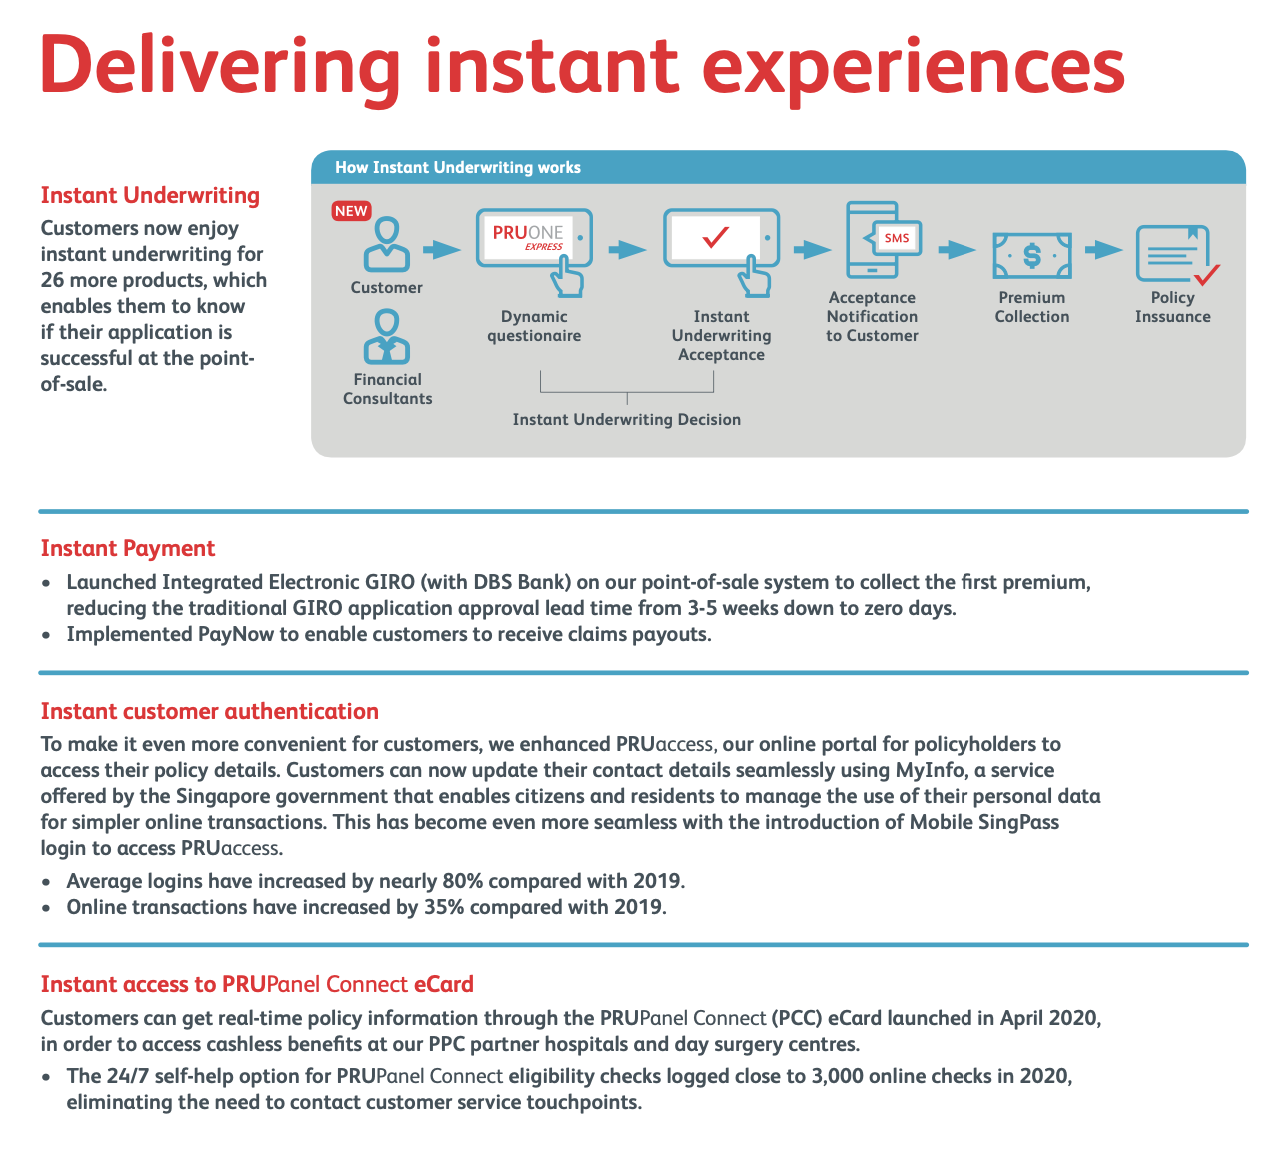 Delivering instant experiences
Instant Underwriting
Customers now enjoy
instant underwriting for
26 more products, which
enables them to know
if their application is
successful at the point-
of-sale.
How Instant Underwriting works
NEW
Customer
Financial
Consultants
PRUONE
EXPRESS
Dynamic
questionaire
Instant
Underwriting
Acceptance
Instant Underwriting Decision
SMS
Acceptance
Notification
to Customer
$
Premium
Collection
Policy
Inssuance
Instant Payment
• Launched Integrated Electronic GIRO (with DBS Bank) on our point-of-sale system to collect the first premium,
reducing the traditional GIRO application approval lead time from 3-5 weeks down to zero days.
• Implemented PayNow to enable customers to receive claims payouts.
Instant customer authentication
To make it even more convenient for customers, we enhanced PRUaccess, our online portal for policyholders to
access their policy details. Customers can now update their contact details seamlessly using MyInfo, a service
offered by the Singapore government that enables citizens and residents to manage the use of their personal data
for simpler online transactions. This has become even more seamless with the introduction of Mobile SingPass
login to access PRUaccess.
• Average logins have increased by nearly 80% compared with 2019.
• Online transactions have increased by 35% compared with 2019.
Instant access to PRUPanel Connect eCard
Customers can get real-time policy information through the PRUPanel Connect (PCC) eCard launched in April 2020,
in order to access cashless benefits at our PPC partner hospitals and day surgery centres.
• The 24/7 self-help option for PRUPanel Connect eligibility checks logged close to 3,000 online checks in 2020,
eliminating the need to contact customer service touchpoints.